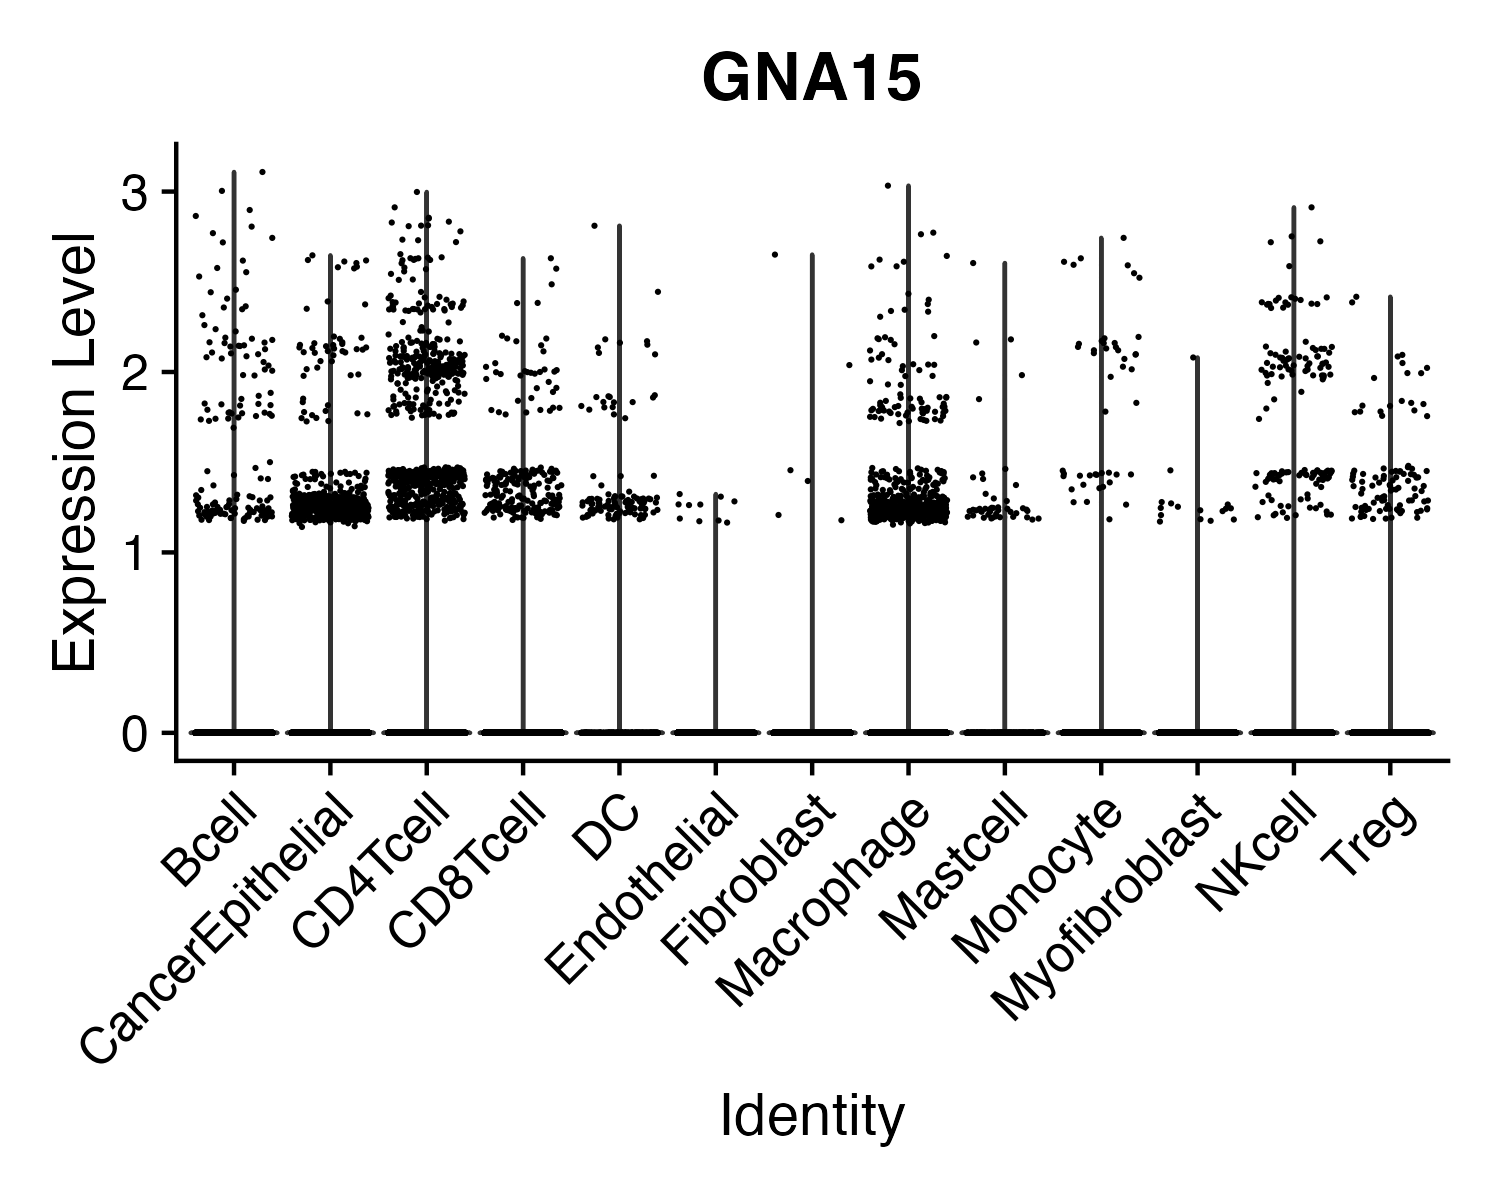 GNA15
Expression Level
3
2
1
0
Bcell
CancerEpithelial
CD4Tcell
CD8Tcell
DC
Endothelial
Fibroblast
Macrophage
Mastcell
Monocyte
Myofibroblast
NKcell
Treg
Identity